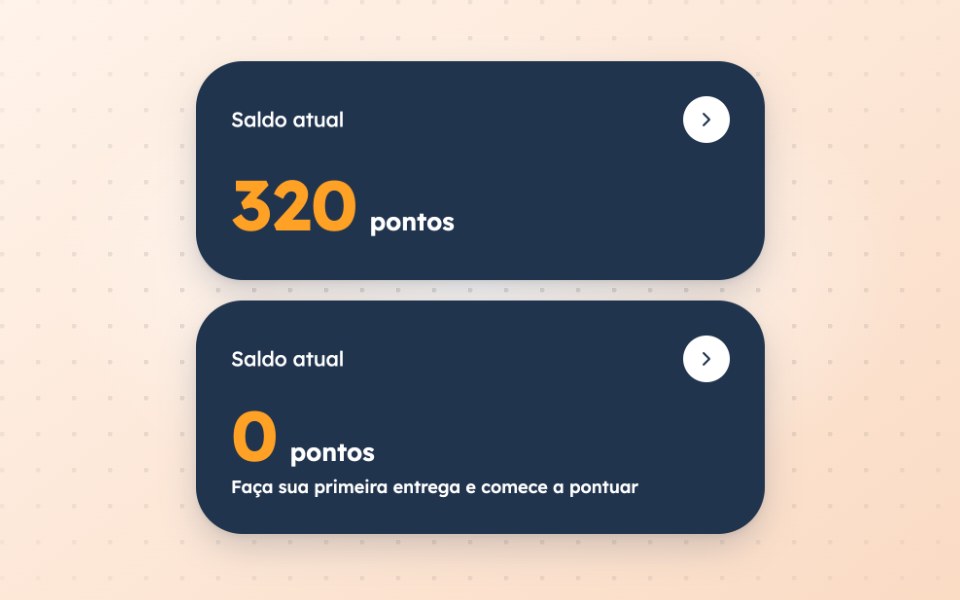 Saldo atual
320 pontos
Saldo atual
0 pontos
Faça sua primeira entrega e comece a pontuar